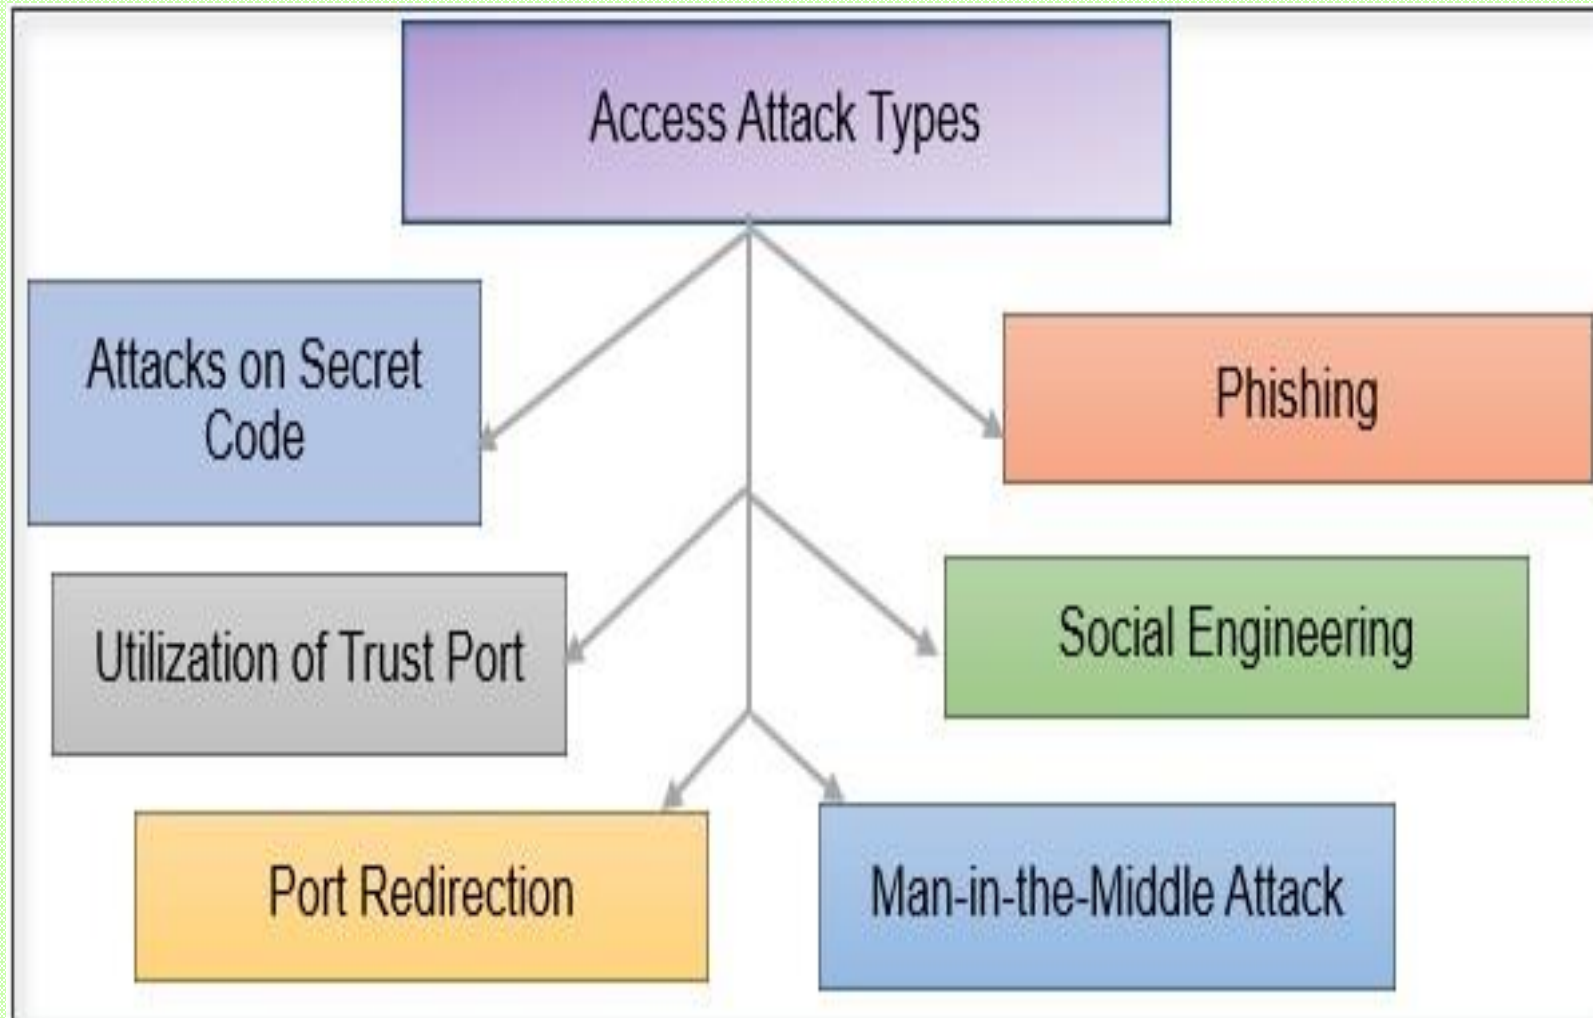 Access Attack Types
Attacks on Secret
Code
Phishing
Utilization of Trust Port
Social Engineering
Port Redirection
Man-in-the-Middle Attack